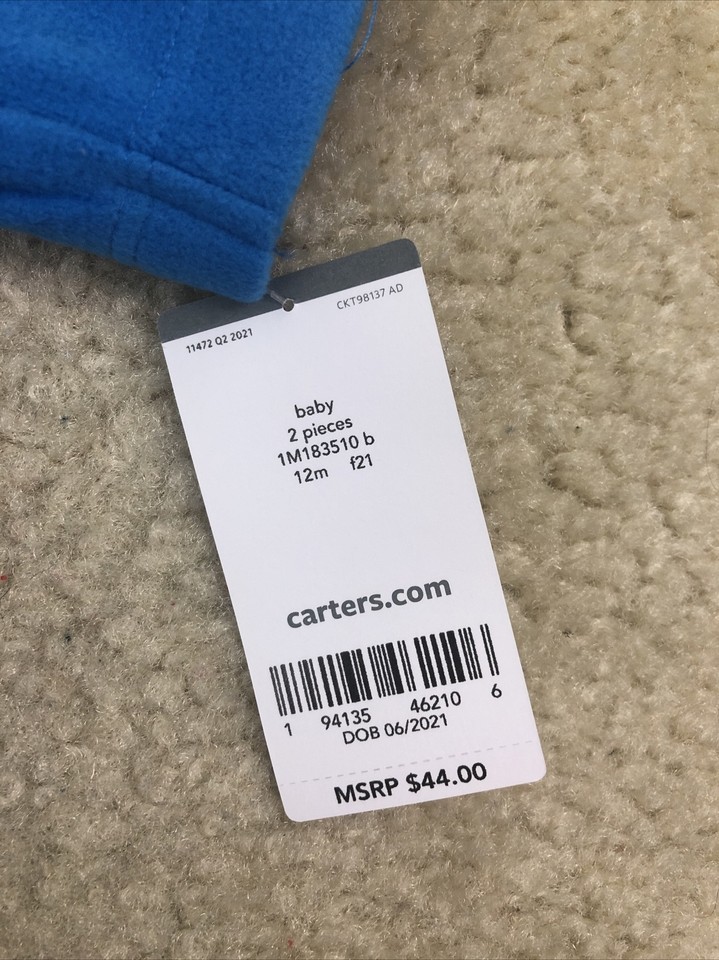 CKT98137 AD
11472 Q2 2021
baby
2 pieces
1M183510 b
12m f21
carters.com
1 94135 46210 6
DOB 06/2021
MSRP $44.00